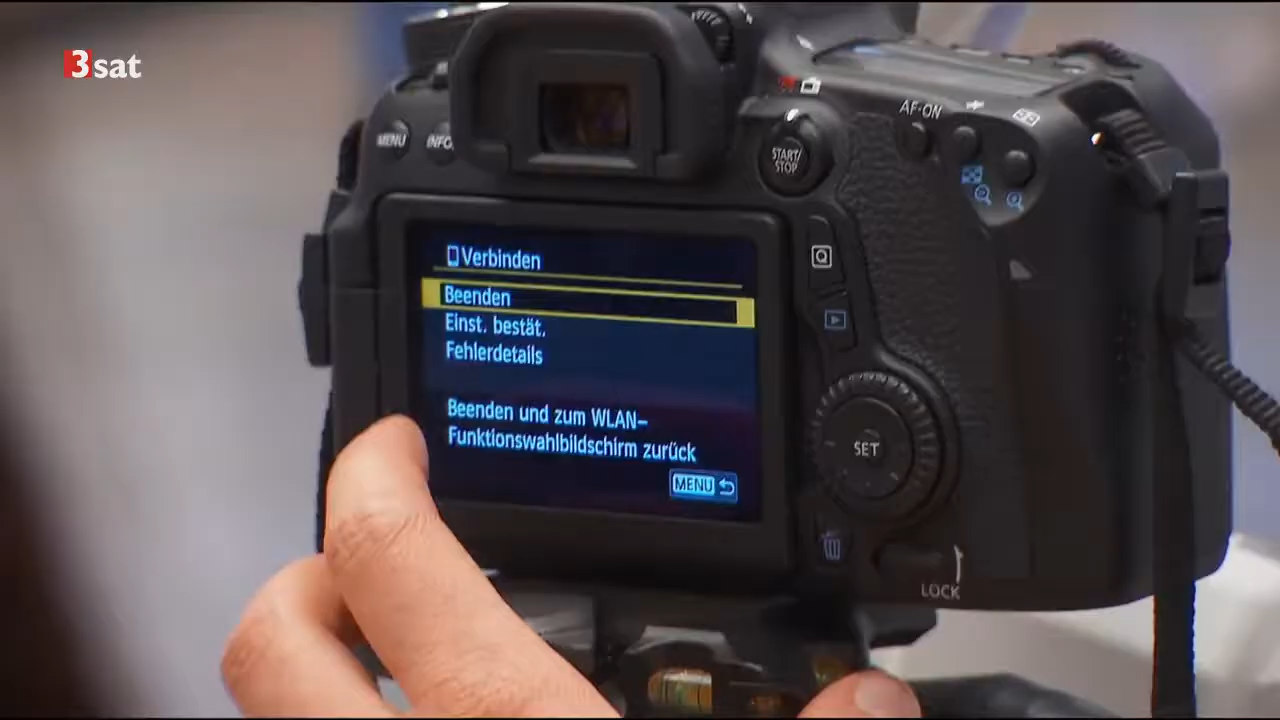 3sat
MENU
INFO
START/
STOP
AF-ON
Q
Verbinden
Beenden
Einst. bestät.
Fehlerdetails
Beenden und zum WLAN-
Funktionswahlbildschirm zurück
MENU
SET
LOCK